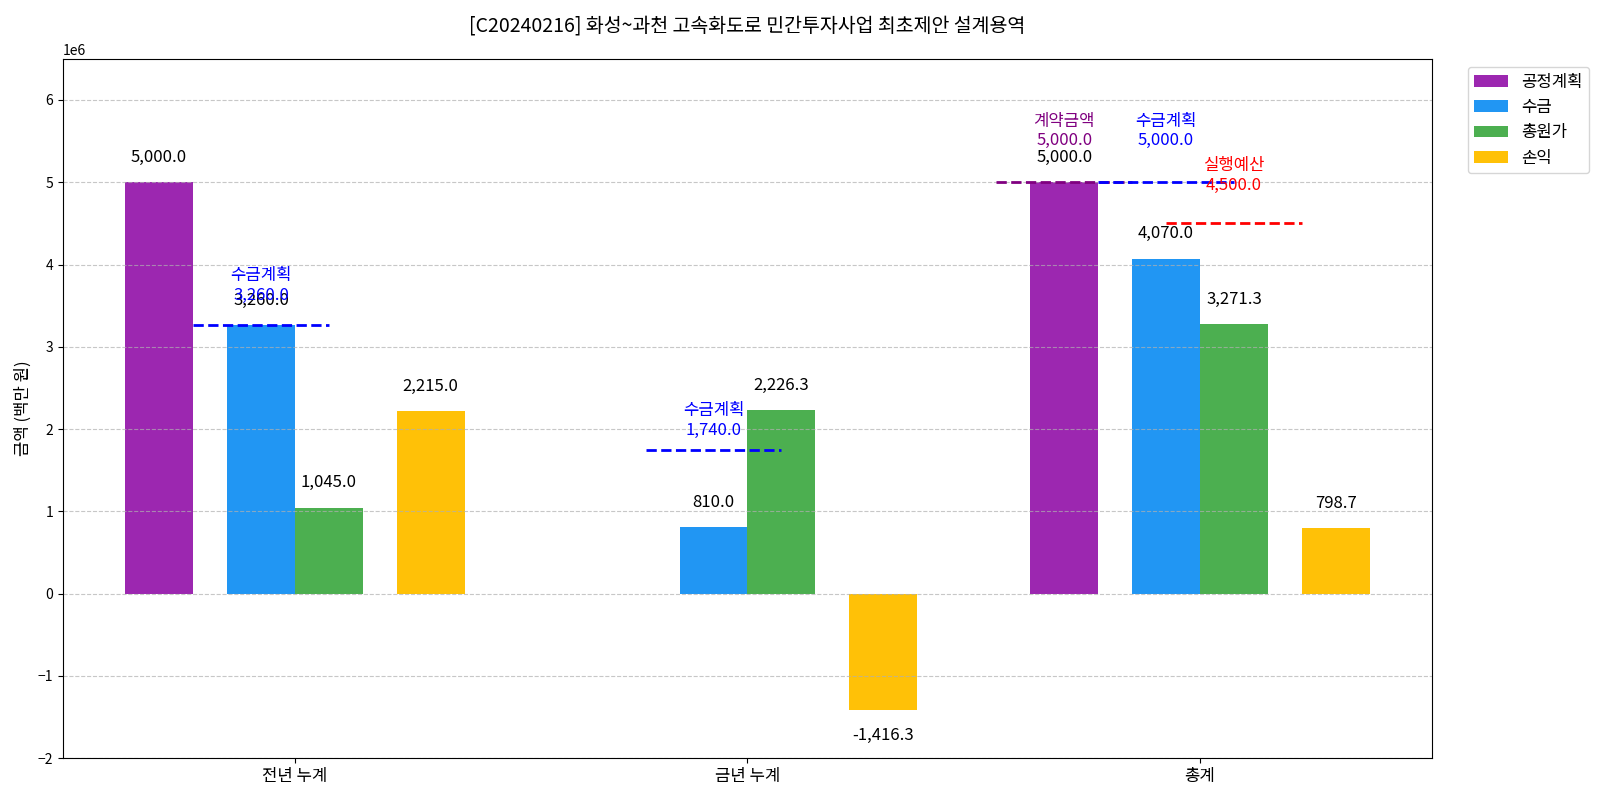 [C20240216] 화성~과천 고속화도로 민간투자사업 최초제안 설계용역
1e6
공정계획
수금
총원가
손익
금액 (백만 원)
6
5
4
3
2
1
0
−1
−2
5,000.0
수금계획
3,260.0
3,260.0
1,045.0
2,215.0
수금계획
1,740.0
810.0
2,226.3
-1,416.3
계약금액
5,000.0
5,000.0
수금계획
5,000.0
실행예산
4,500.0
4,070.0
3,271.3
798.7
전년 누계
금년 누계
총계